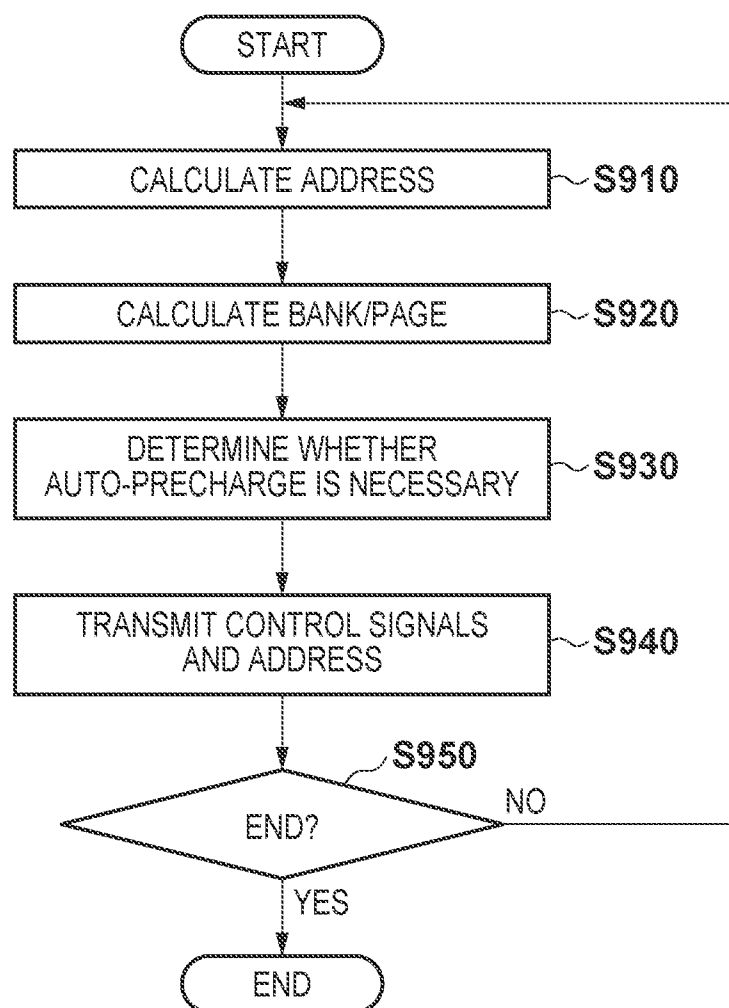 START
CALCULATE ADDRESS
S910
CALCULATE BANK/PAGE
S920
DETERMINE WHETHER
AUTO-PRECHARGE IS NECESSARY
S930
TRANSMIT CONTROL SIGNALS
AND ADDRESS
S940
S950
END?
NO
YES
END